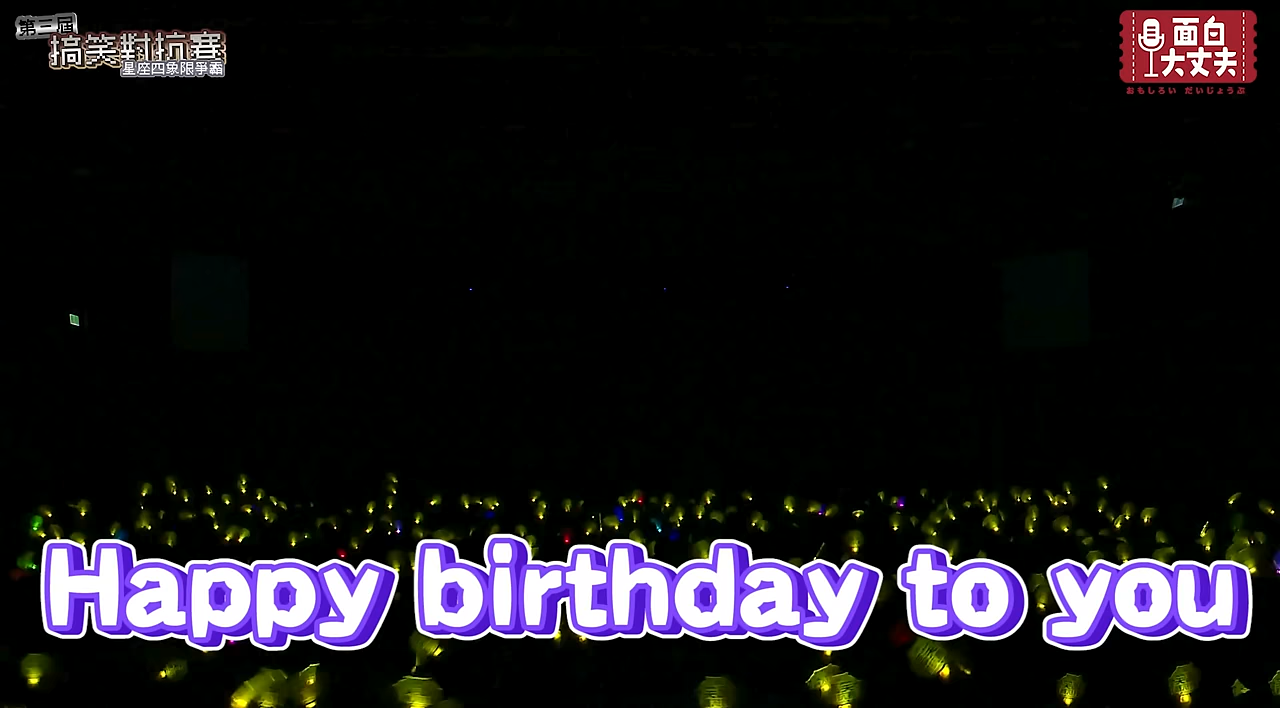 第三屆
搞笑對抗賽
星座四象限爭霸
面白
大丈夫
おもしろい だいじょうぶ
Happy birthday to you